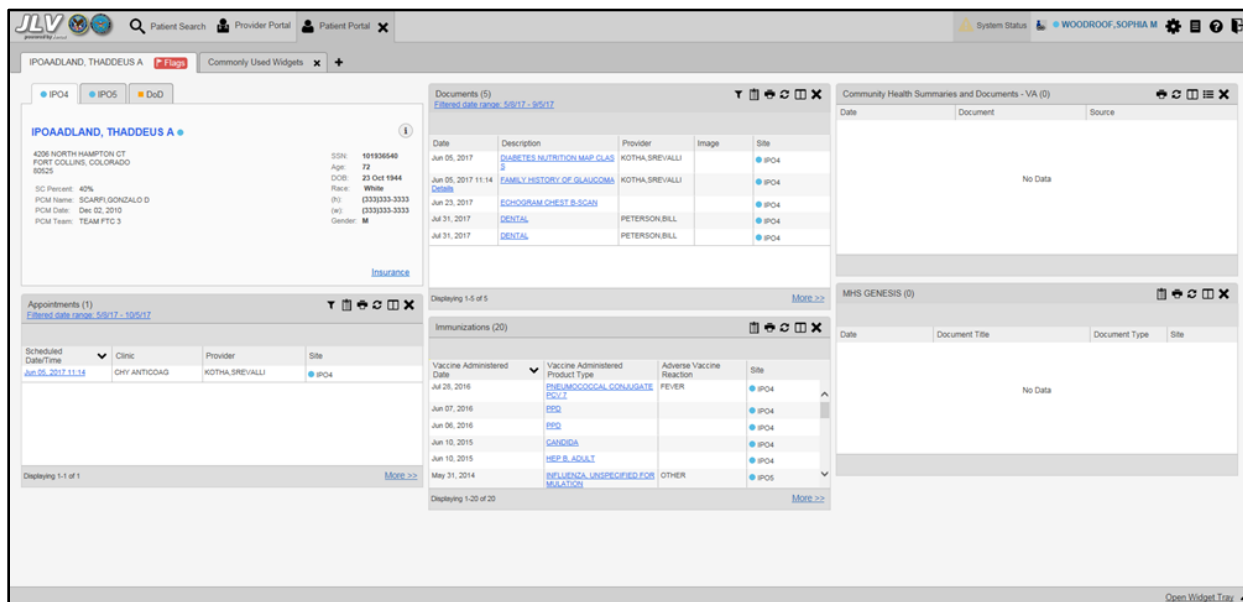 JLV
Patient Search
Provider Portal
Patient Portal
System Status
WOODROOF,SOPHIA M
IPOAADLAND, THADDEUS A
Flags
Commonly Used Widgets
IPO4
IPO5
DoD
IPOAADLAND, THADDEUS A
4206 NORTH HAMPTON CT
FORT COLLINS, COLORADO
80525
SC Percent: 40%
PCM Name: SCARFI,GONZALO D
PCM Date: Dec 02, 2010
PCM Team: TEAM FTC 3
SSN: 101936540
Age: 72
DOB: 23 Oct 1944
Race: White
(h): (333)333-3333
(w): (333)333-3333
Gender: M
Insurance
Appointments (1)
Filtered date range: 5/9/17 - 10/5/17
Scheduled
Date/Time
Clinic
Provider
Site
Jun 05, 2017 11:14 CHY ANTICOAG KOTHA,SREVALLI IPO4
Displaying 1-1 of 1
More >>
Documents (5)
Filtered date range: 5/9/17 - 9/5/17
Date Description Provider Image Site
Jun 05, 2017 DIABETES NUTRITION MAP CLAS KOTHA,SREVALLI IPO4
S
Jun 05, 2017 11:14 FAMILY HISTORY OF GLAUCOMA KOTHA,SREVALLI IPO4
Details
Jun 23, 2017 ECHOGRAM CHEST B-SCAN IPO4
Jul 31, 2017 DENTAL PETERSON,BILL IPO4
Jul 31, 2017 DENTAL PETERSON,BILL IPO4
Displaying 1-5 of 5
More >>
Immunizations (20)
Vaccine Administered
Date
Vaccine Administered
Product Type
Adverse Vaccine
Reaction
Site
Jul 28, 2016 PNEUMOCOCCAL CONJUGATE FEVER IPO4
PCV 7
Jun 07, 2016 PPD IPO4
Jun 06, 2016 PPD IPO4
Jun 10, 2015 CANDIDA IPO4
Jun 10, 2015 HEP B, ADULT IPO4
May 31, 2014 INFLUENZA, UNSPECIFIED FOR OTHER IPO5
MULATION
Displaying 1-20 of 20
More >>
Community Health Summaries and Documents - VA (0)
Date Document Source
No Data
MHS GENESIS (0)
Date Document Title Document Type Site
No Data
Open Widget Tray